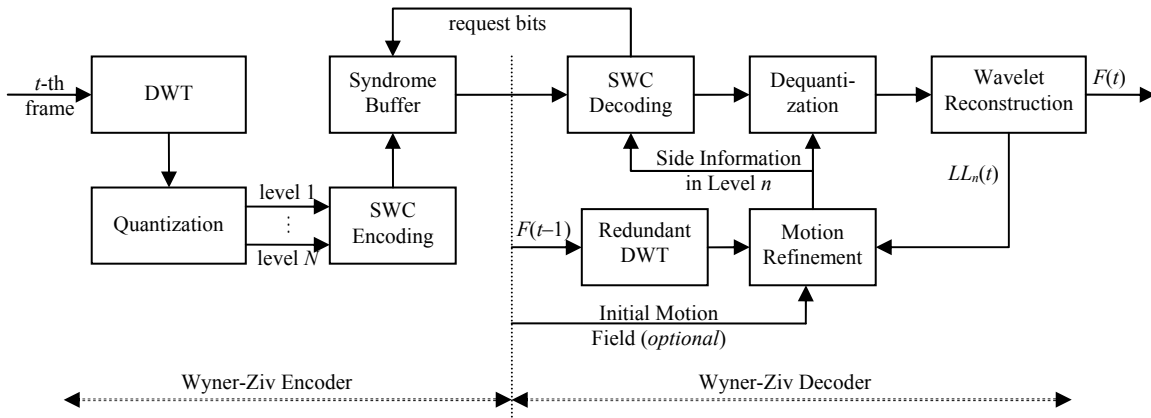 request bits
t-th
frame
DWT
Syndrome
Buffer
SWC
Decoding
Dequanti-
zation
Wavelet
Reconstruction
F(t)
Side Information
in Level n
LLn(t)
Quantization
level 1
⋮
level N
SWC
Encoding
F(t–1)
Redundant
DWT
Motion
Refinement
Initial Motion
Field (optional)
Wyner-Ziv Encoder
Wyner-Ziv Decoder